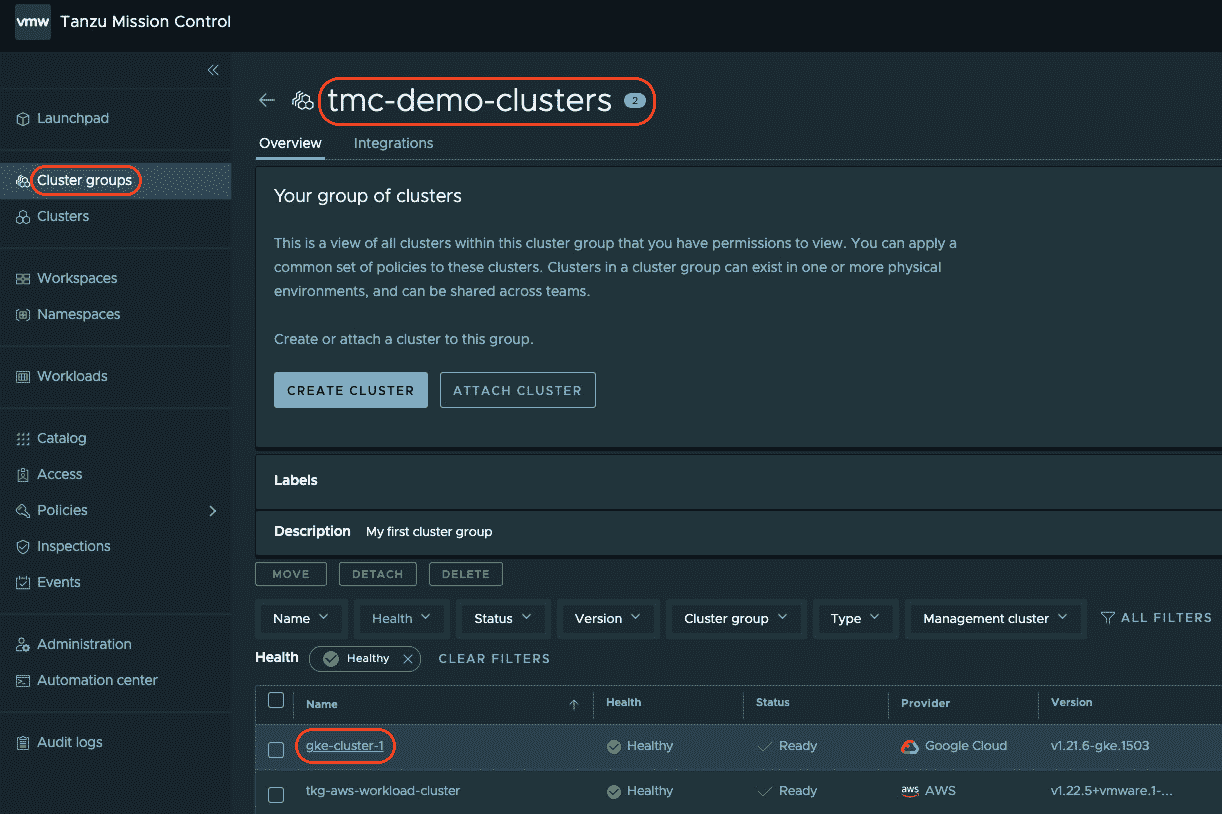 vmw Tanzu Mission Control
Launchpad
Cluster groups
Clusters
Workspaces
Namespaces
Workloads
Catalog
Access
Policies
Inspections
Events
Administration
Automation center
Audit logs
tmc-demo-clusters 2
Overview Integrations
Your group of clusters
This is a view of all clusters within this cluster group that you have permissions to view. You can apply a
common set of policies to these clusters. Clusters in a cluster group can exist in one or more physical
environments, and can be shared across teams.
Create or attach a cluster to this group.
CREATE CLUSTER ATTACH CLUSTER
Labels
Description My first cluster group
MOVE DETACH DELETE
Name Health Status Version Cluster group Type Management cluster ALL FILTERS
Health Healthy CLEAR FILTERS
Name Health Status Provider Version
gke-cluster-1 Healthy Ready Google Cloud v1.21.6-gke.1503
tkg-aws-workload-cluster Healthy Ready aws AWS v1.22.5+vmware.1-...